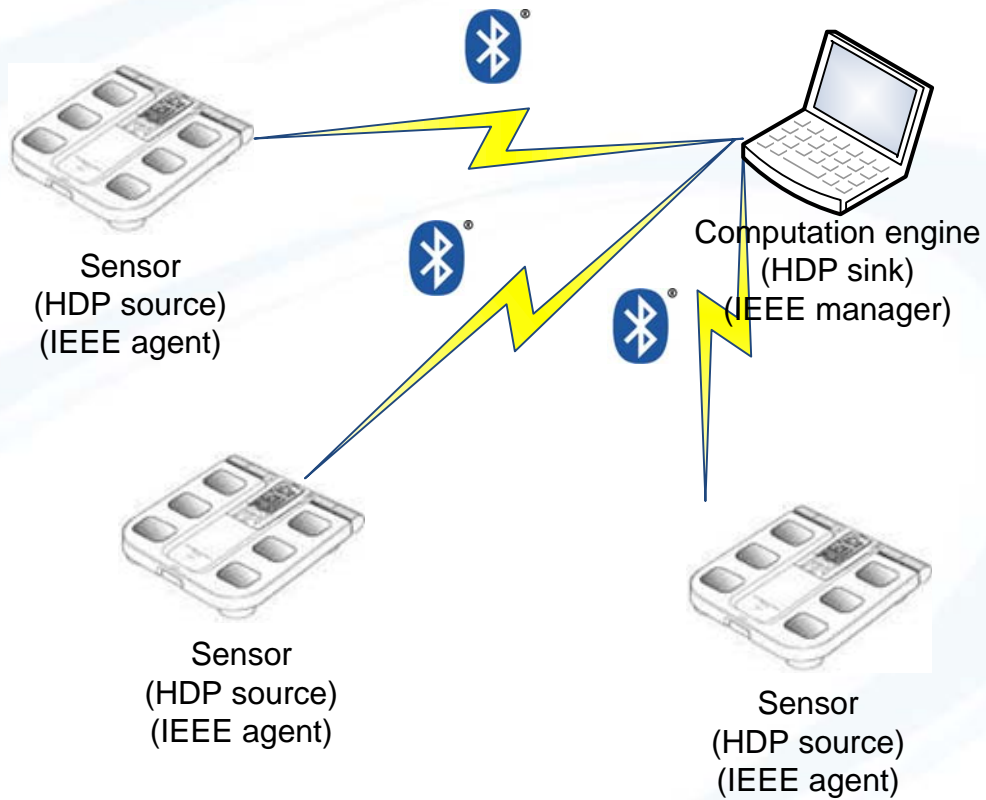 ®
Computation engine
(HDP sink)
(IEEE manager)
®
®
Sensor
(HDP source)
(IEEE agent)
Sensor
(HDP source)
(IEEE agent)
Sensor
(HDP source)
(IEEE agent)